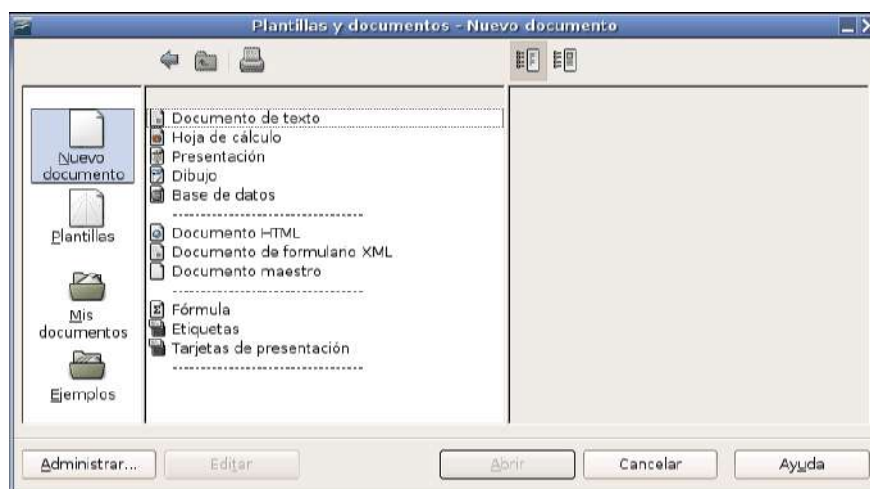 Plantillas y documentos - Nuevo documento
Nuevo
documento
Plantillas
Mis
documentos
Ejemplos
Documento de texto
Hoja de cálculo
Presentación
Dibujo
Base de datos
----------------------------------
Documento HTML
Documento de formulario XML
Documento maestro
----------------------------------
Fórmula
Etiquetas
Tarjetas de presentación
----------------------------------
Administrar...
Editar
Abrir
Cancelar
Ayuda